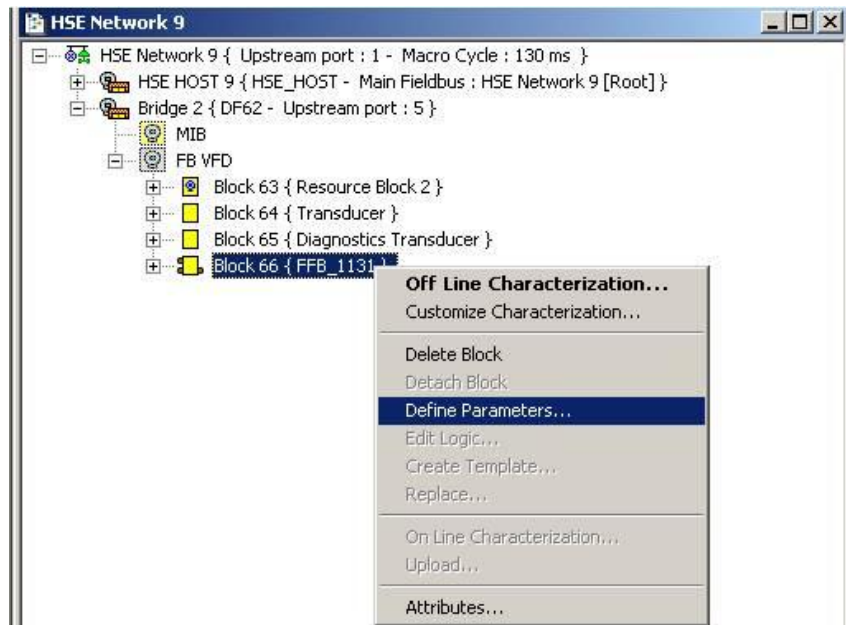 HSE Network 9
HSE Network 9 { Upstream port : 1 - Macro Cycle : 130 ms }
HSE HOST 9 { HSE_HOST - Main Fieldbus : HSE Network 9 [Root] }
Bridge 2 { DF62 - Upstream port : 5 }
MIB
FB VFD
Block 63 { Resource Block 2 }
Block 64 { Transducer }
Block 65 { Diagnostics Transducer }
Block 66 { FFB_1131 }
Off Line Characterization...
Customize Characterization...
Delete Block
Detach Block
Define Parameters...
Edit Logic...
Create Template...
Replace...
On Line Characterization...
Upload...
Attributes...